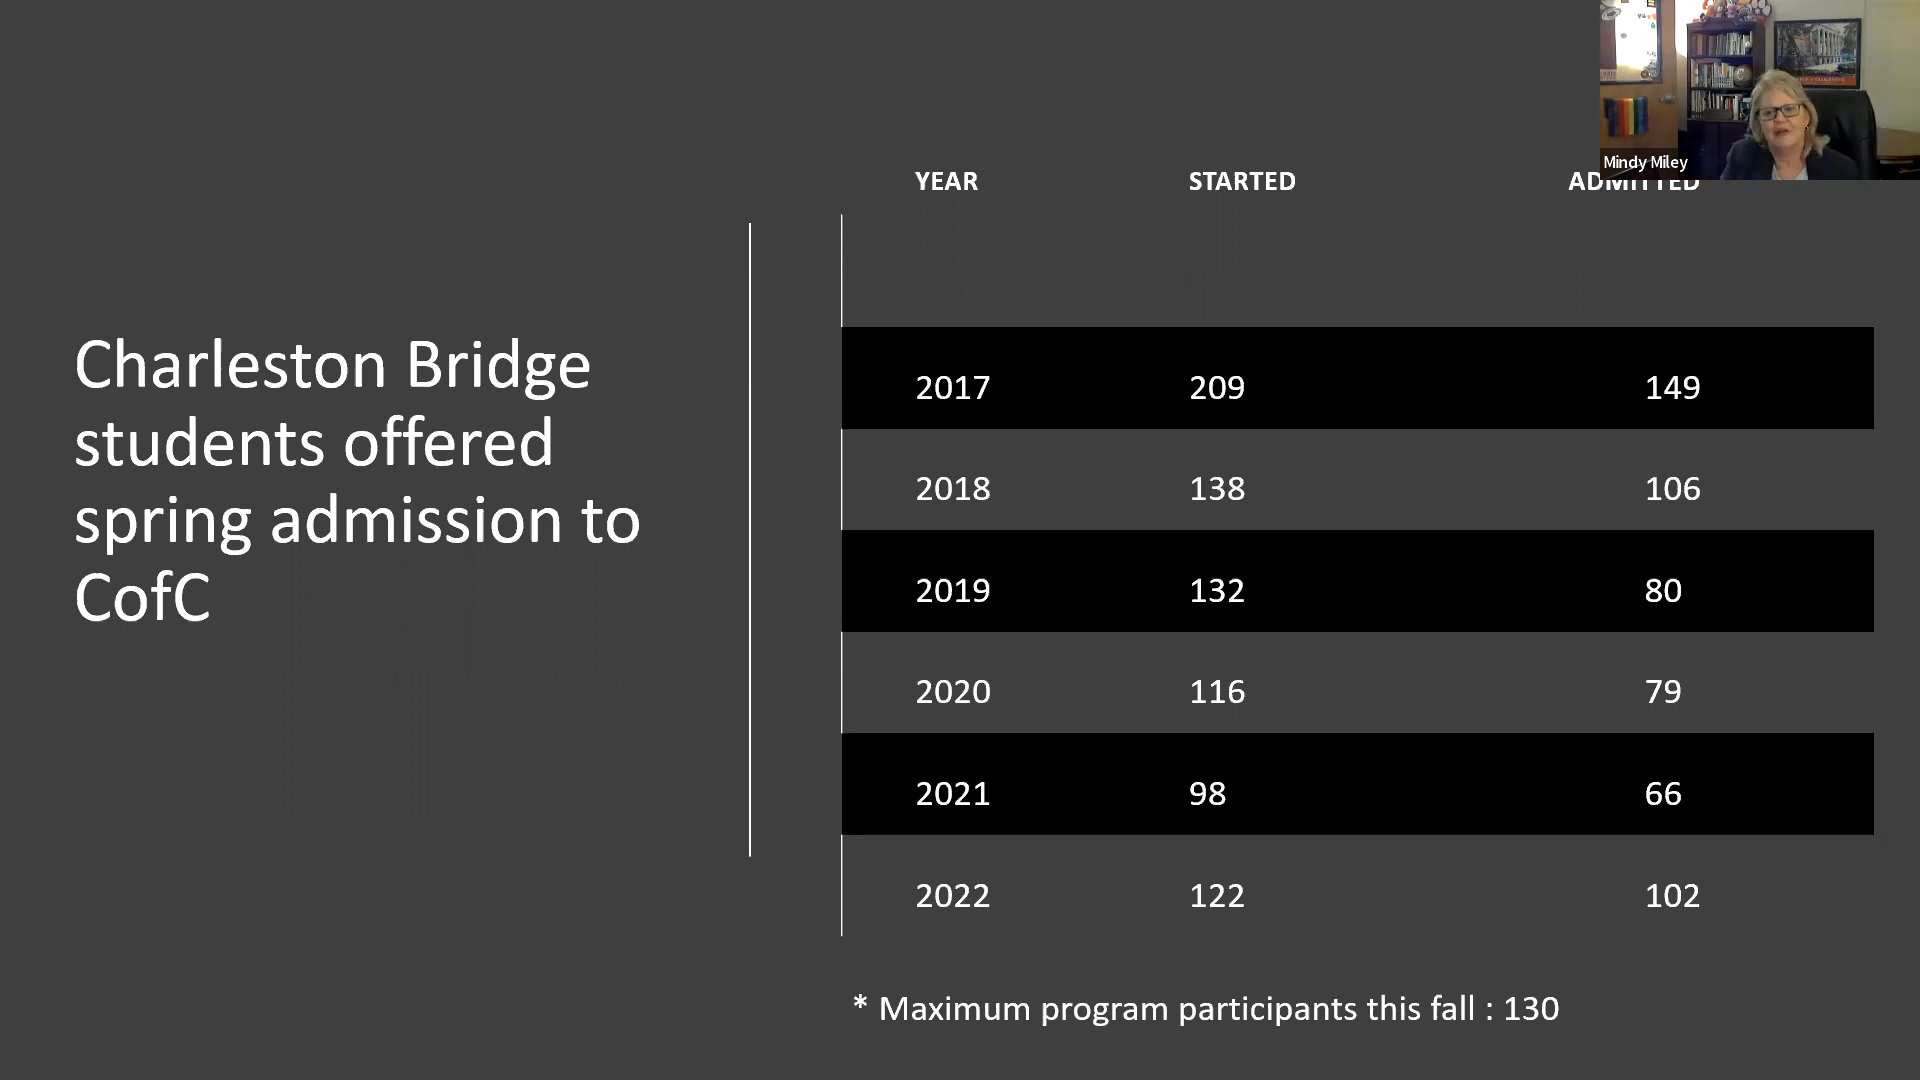 Mindy Miley
YEAR STARTED ADMITTED
Charleston Bridge
students offered
spring admission to
CofC
2017 209 149
2018 138 106
2019 132 80
2020 116 79
2021 98 66
2022 122 102
* Maximum program participants this fall : 130